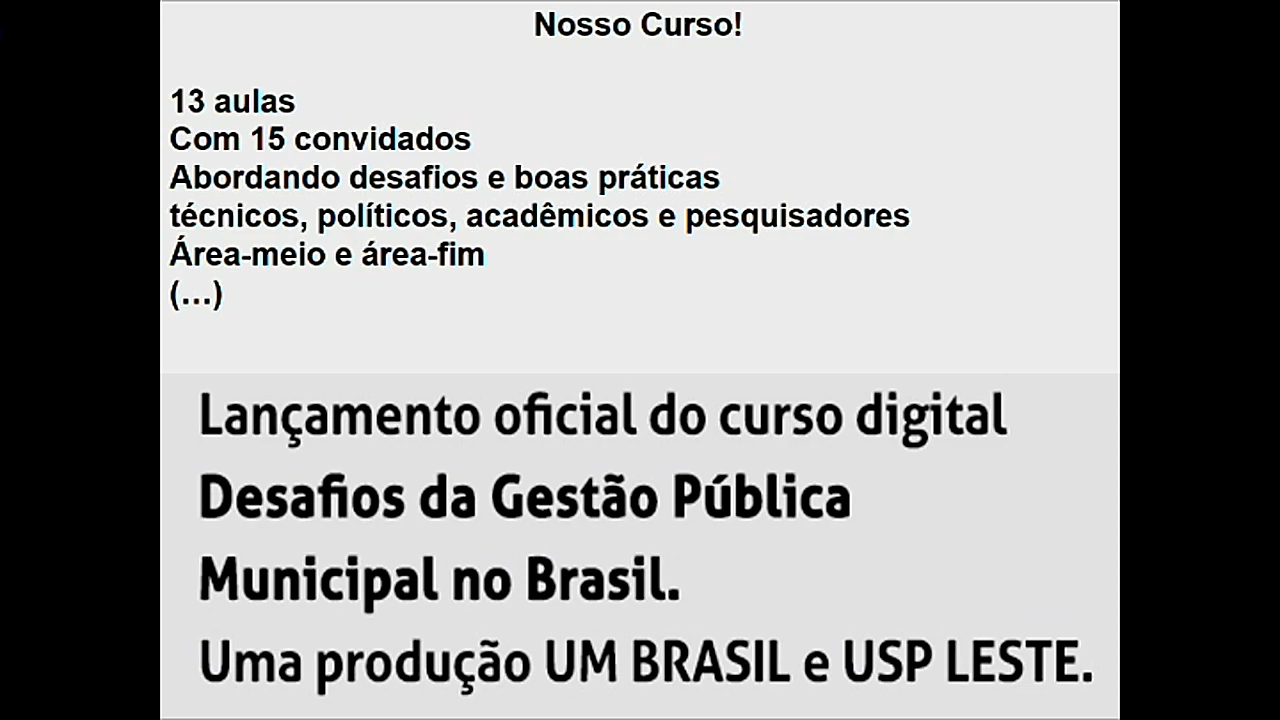 Nosso Curso!
13 aulas
Com 15 convidados
Abordando desafios e boas práticas
técnicos, políticos, acadêmicos e pesquisadores
Área-meio e área-fim
(...)
Lançamento oficial do curso digital
Desafios da Gestão Pública
Municipal no Brasil.
Uma produção UM BRASIL e USP LESTE.